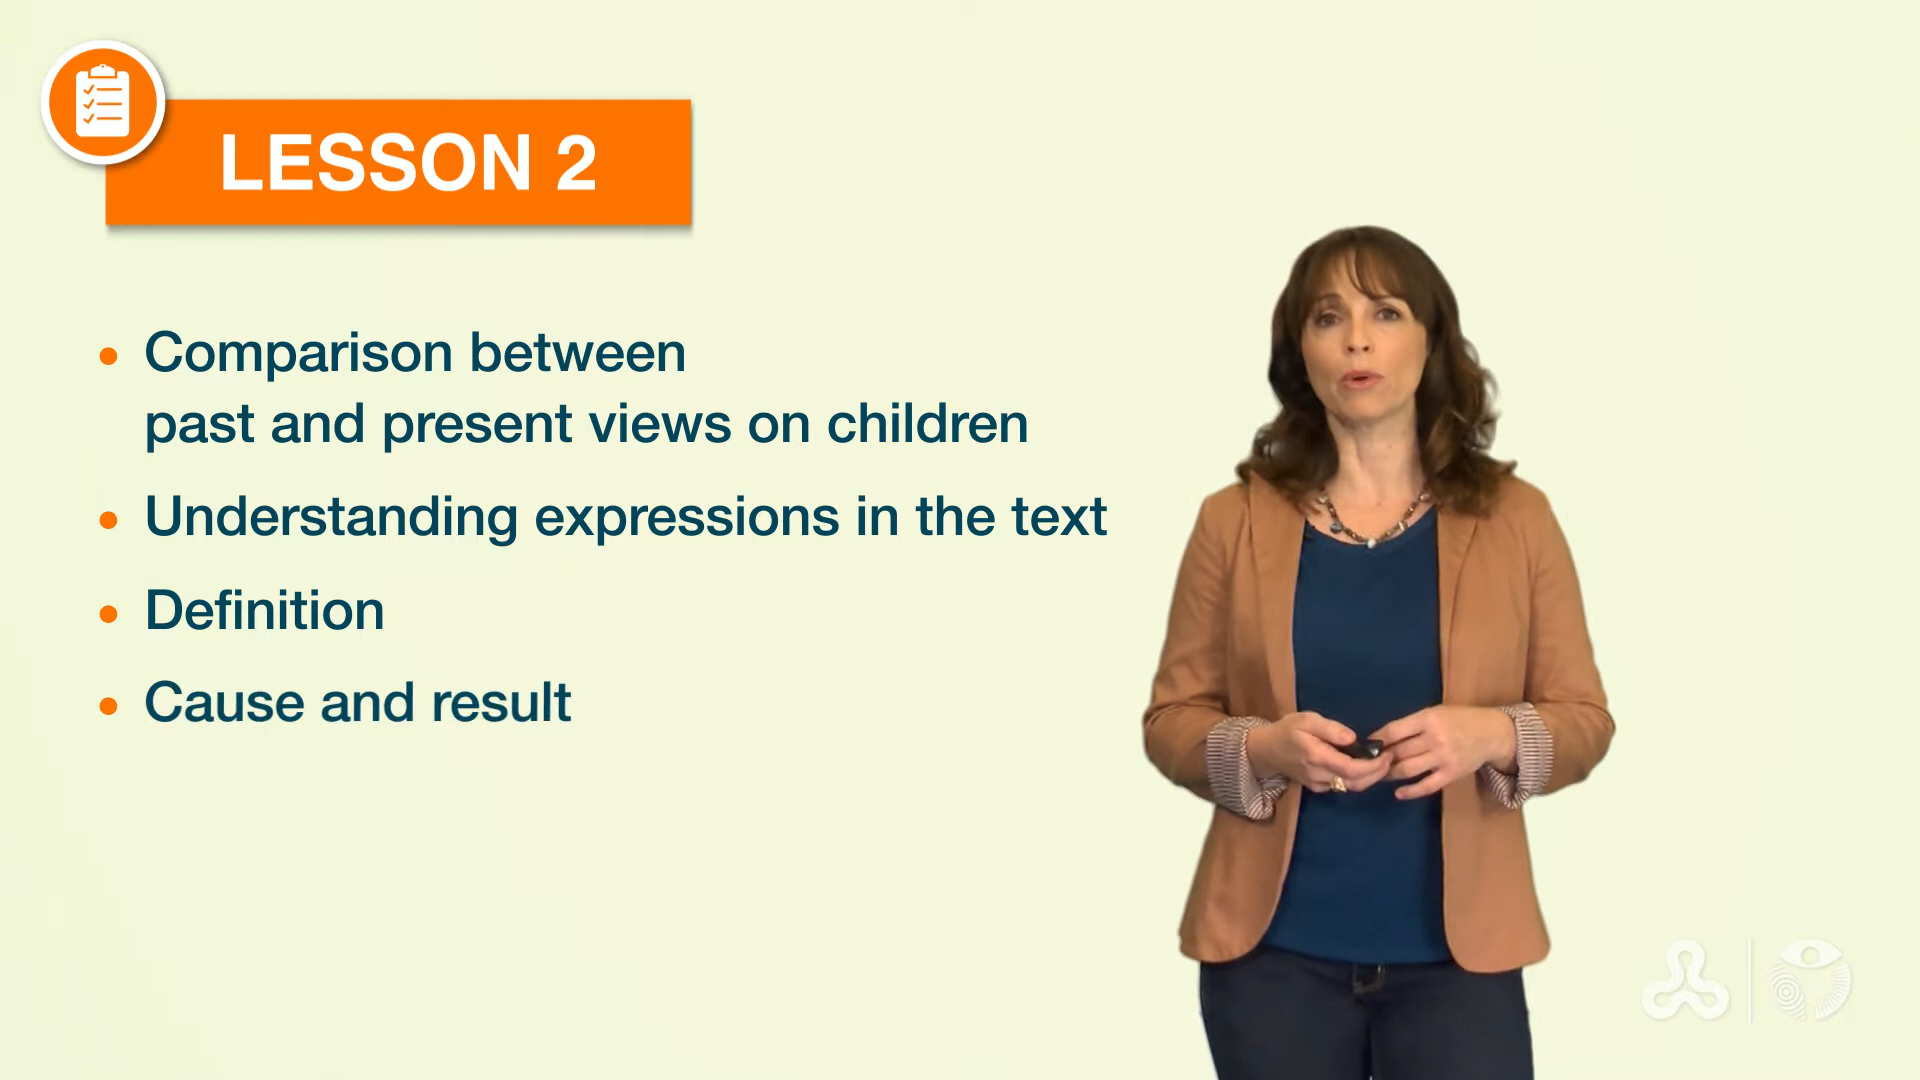 LESSON 2
• Comparison between
past and present views on children
• Understanding expressions in the text
• Definition
• Cause and result